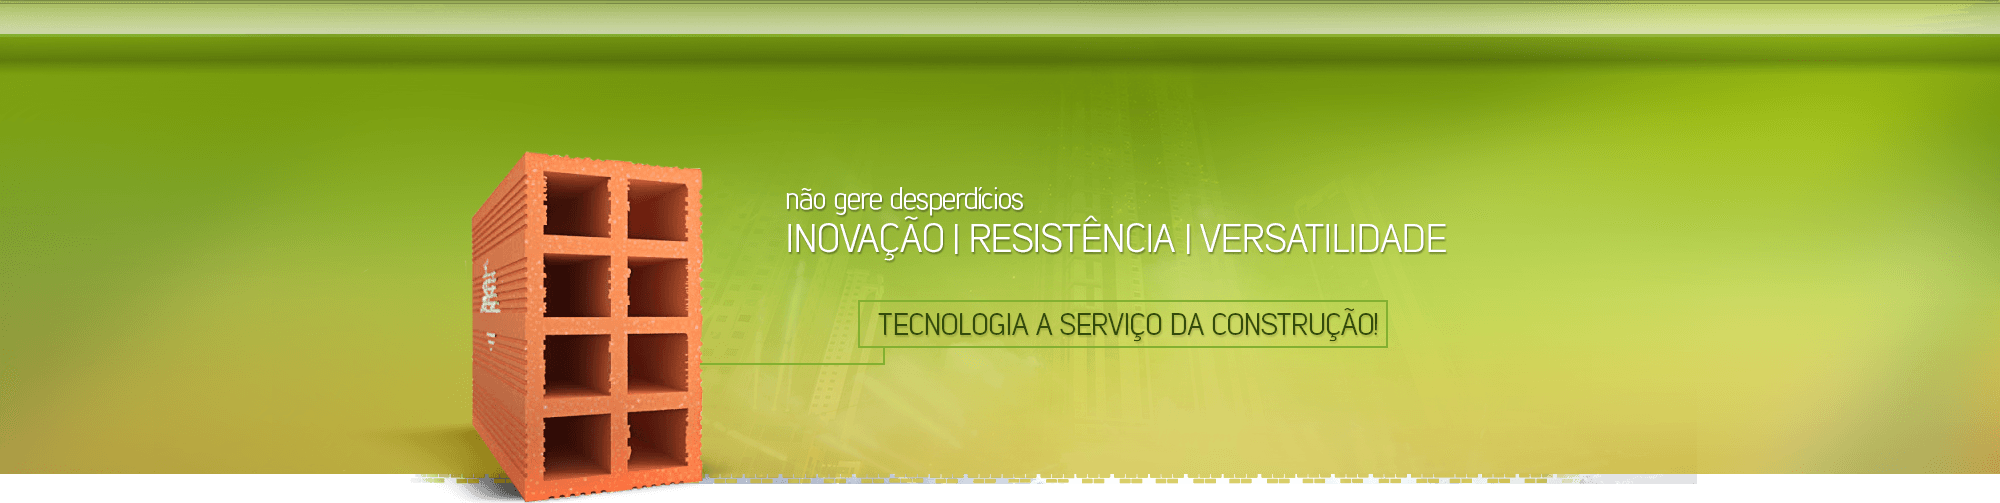 não gere desperdícios
INOVAÇÃO | RESISTÊNCIA | VERSATILIDADE
TECNOLOGIA A SERVIÇO DA CONSTRUÇÃO!